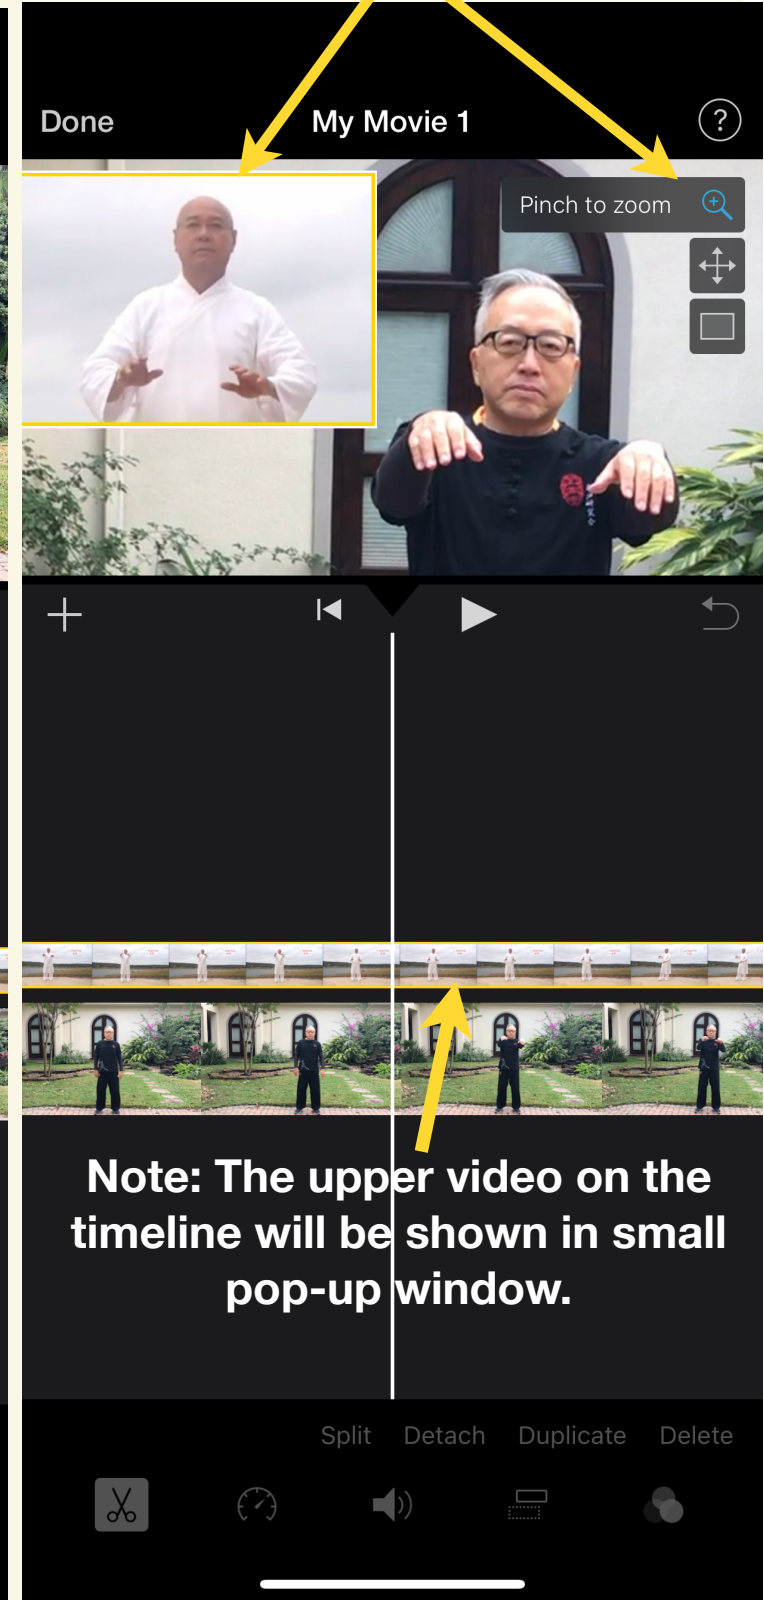 Done
My Movie 1
?
Pinch to zoom
Note: The upper video on the
timeline will be shown in small
pop-up window.
Split
Detach
Duplicate
Delete